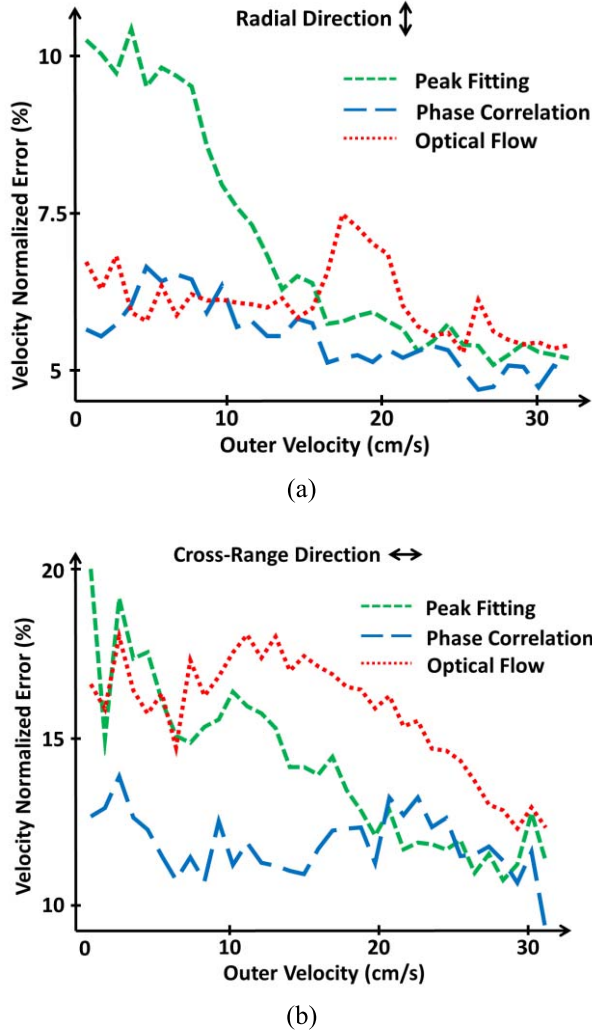 Radial Direction
Peak Fitting
Phase Correlation
Optical Flow
Velocity Normalized Error (%)
10
7.5
5
0
10
20
30
Outer Velocity (cm/s)
(a)
Cross-Range Direction
Peak Fitting
Phase Correlation
Optical Flow
Velocity Normalized Error (%)
20
15
10
0
10
20
30
Outer Velocity (cm/s)
(b)